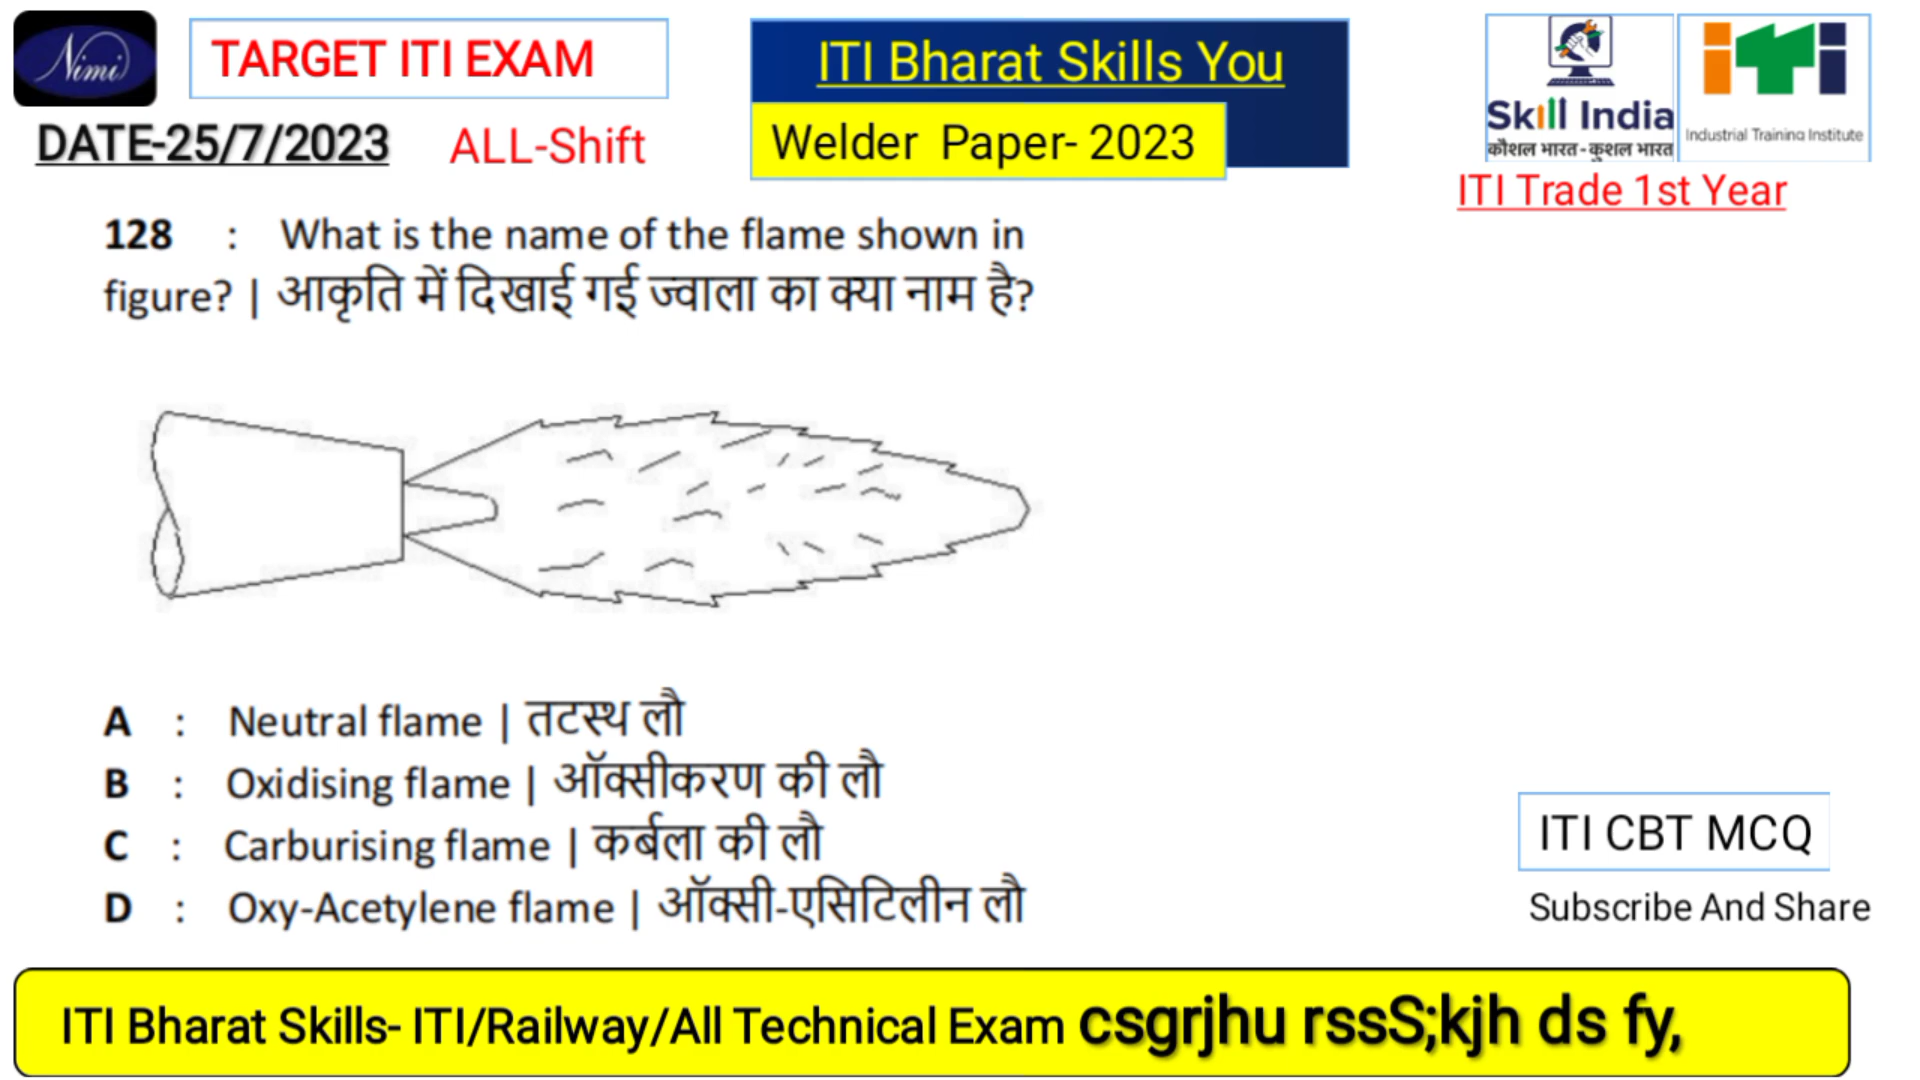 Nimi
TARGET ITI EXAM
ITI Bharat Skills You
Skill India
कौशल भारत-कुशल भारत
iTi
Industrial Training Institute
DATE-25/7/2023
ALL-Shift
Welder Paper- 2023
ITI Trade 1st Year
128 : What is the name of the flame shown in
figure? | आकृति में दिखाई गई ज्वाला का क्या नाम है?
A : Neutral flame | तटस्थ लौ
B : Oxidising flame | ऑक्सीकरण की लौ
C : Carburising flame | कर्बला की लौ
D : Oxy-Acetylene flame | ऑक्सी-एसिटिलीन लौ
ITI CBT MCQ
Subscribe And Share
ITI Bharat Skills- ITI/Railway/All Technical Exam csgrjhu rssS;kjh ds fy,